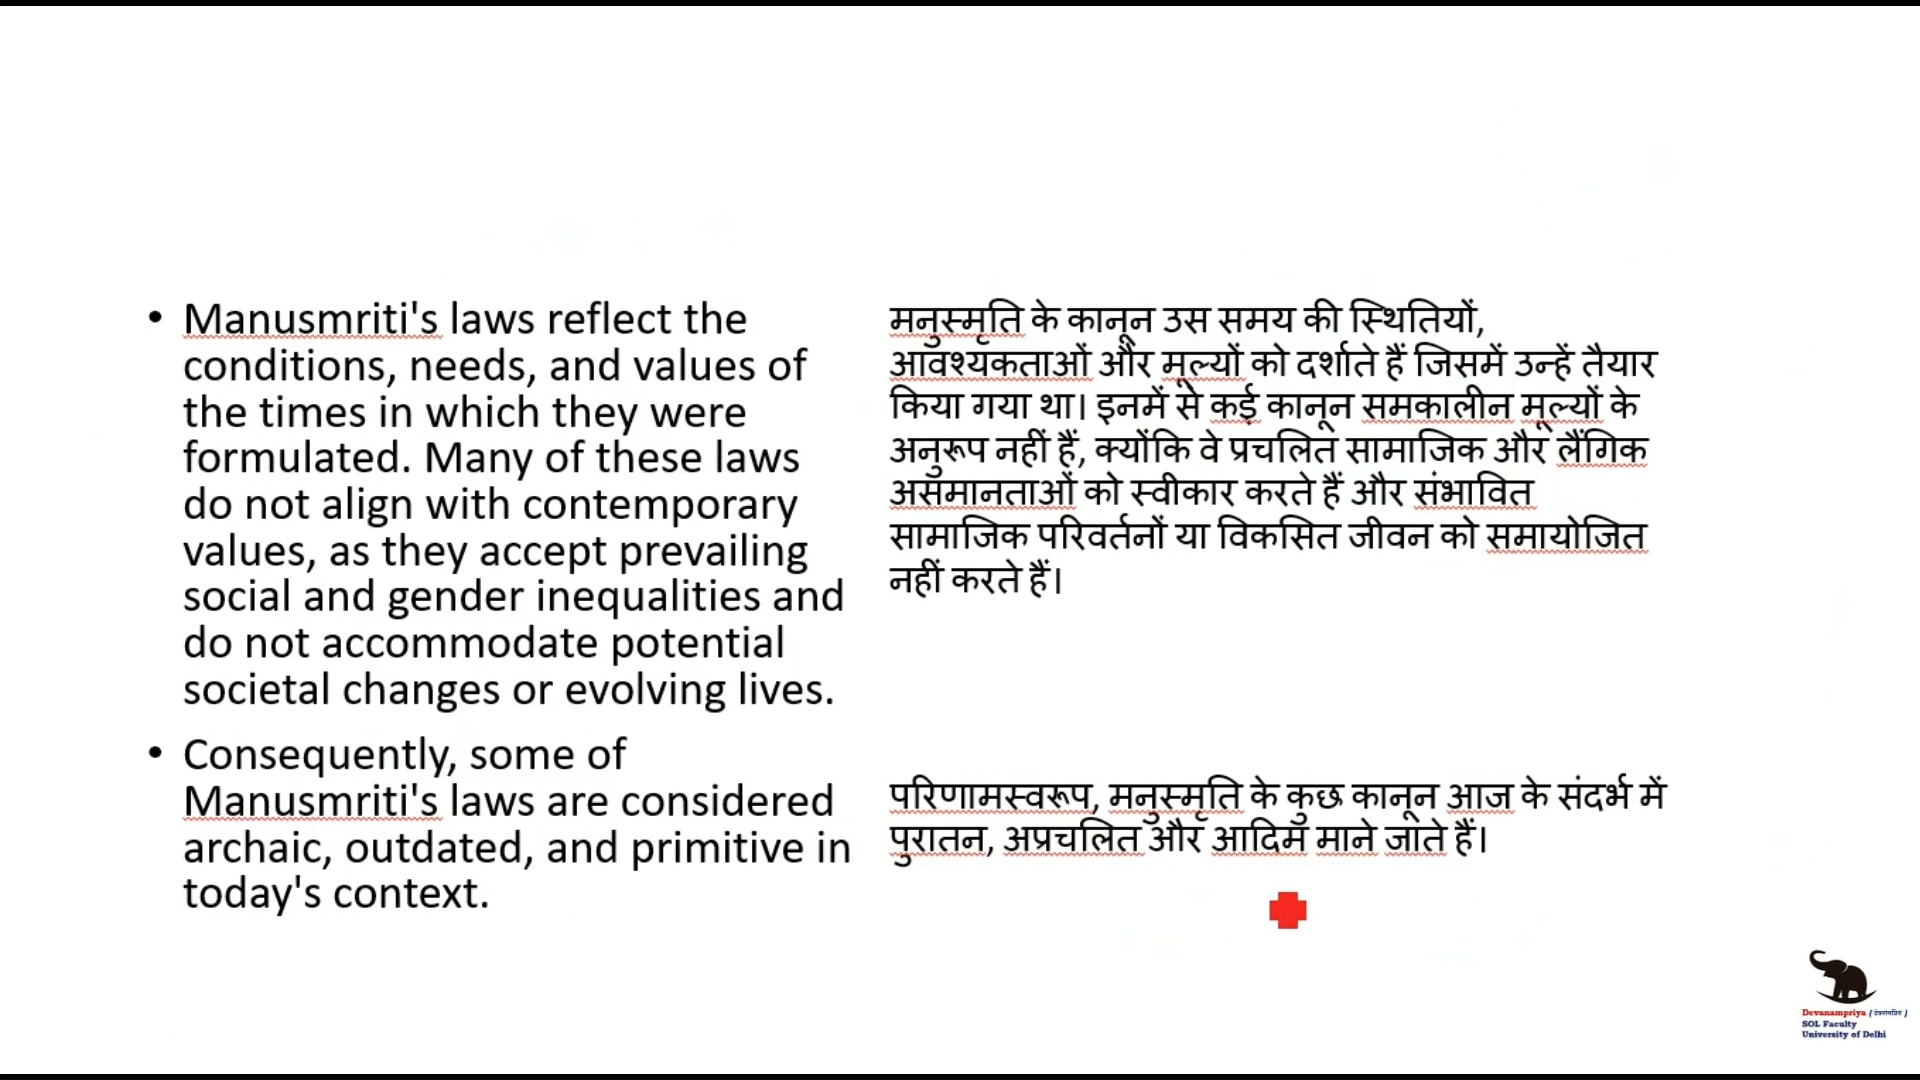 • Manusmriti's laws reflect the
conditions, needs, and values of
the times in which they were
formulated. Many of these laws
do not align with contemporary
values, as they accept prevailing
social and gender inequalities and
do not accommodate potential
societal changes or evolving lives.
• Consequently, some of
Manusmriti's laws are considered
archaic, outdated, and primitive in
today's context.
मनुस्मृति के कानून उस समय की स्थितियों,
आवश्यकताओं और मूल्यों को दर्शाते हैं जिसमें उन्हें तैयार
किया गया था। इनमें से कई कानून समकालीन मूल्यों के
अनुरूप नहीं हैं, क्योंकि वे प्रचलित सामाजिक और लैंगिक
असमानताओं को स्वीकार करते हैं और संभावित
सामाजिक परिवर्तनों या विकसित जीवन को समायोजित
नहीं करते हैं।
परिणामस्वरूप, मनुस्मृति के कुछ कानून आज के संदर्भ में
पुरातन, अप्रचलित और आदिम माने जाते हैं।
Devanampriya (देवनामप्रिय)
SOL Faculty
University of Delhi